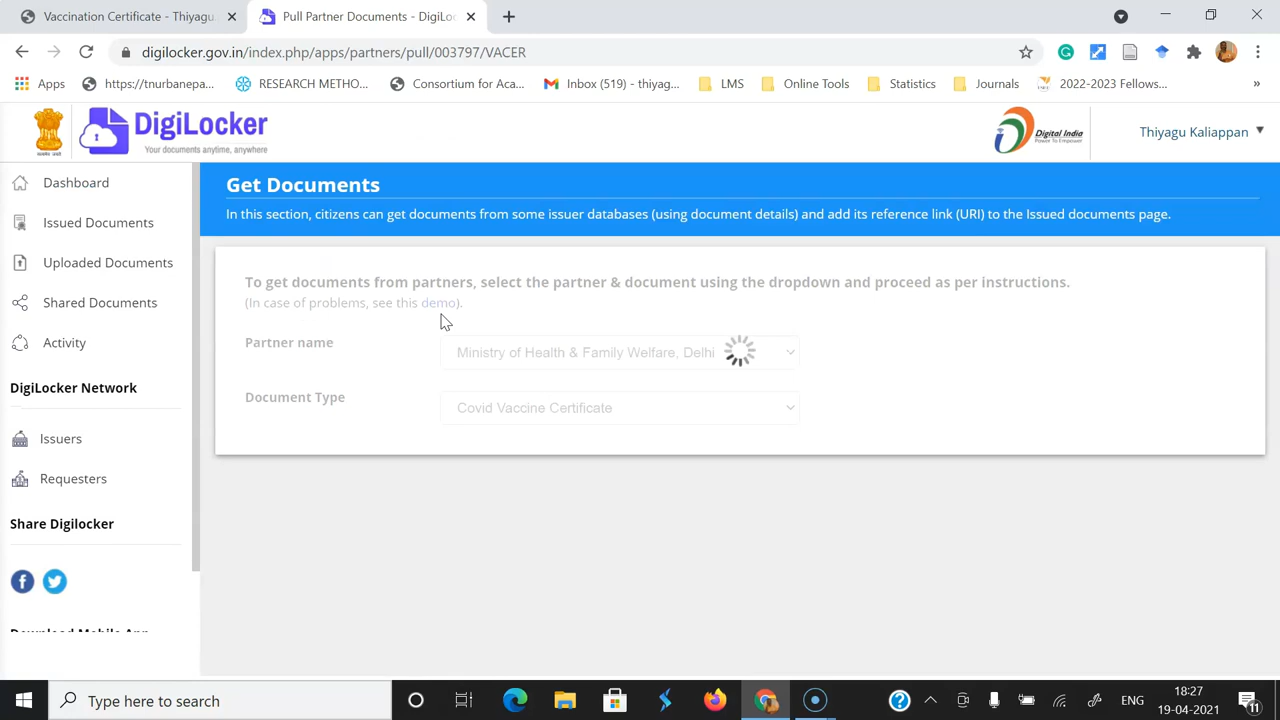 Vaccination Certificate - Thiyagu
Pull Partner Documents - DigiLo
digilocker.gov.in/index.php/apps/partners/pull/003797/VACER
Apps
https://tnurbanepa...
RESEARCH METHO...
Consortium for Aca...
Inbox (519) - thiyag...
LMS
Online Tools
Statistics
Journals
2022-2023 Fellows...
»
DigiLocker
Your documents anytime, anywhere
Digital India
Power To Empower
Thiyagu Kaliappan
Dashboard
Issued Documents
Uploaded Documents
Shared Documents
Activity
DigiLocker Network
Issuers
Requesters
Share Digilocker
Download Mobile App
Get Documents
In this section, citizens can get documents from some issuer databases (using document details) and add its reference link (URI) to the Issued documents page.
To get documents from partners, select the partner & document using the dropdown and proceed as per instructions.
(In case of problems, see this demo).
Partner name
Ministry of Health & Family Welfare, Delhi
Document Type
Covid Vaccine Certificate
Type here to search
ENG
18:27
19-04-2021
11